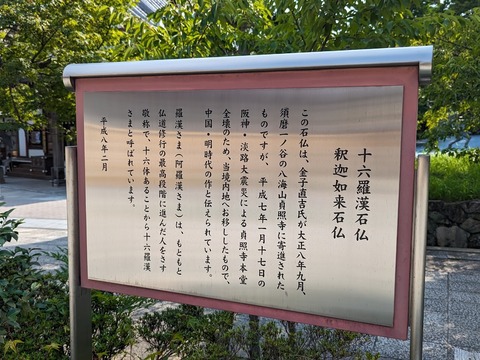 十六羅漢石仏
釈迦如来石仏
この石仏は、金子直吉氏が大正八年九月、
須磨一ノ谷の八海山貞照寺に寄進された
ものですが、平成七年一月十七日の
阪神・淡路大震災による貞照寺本堂
全壊のため、当境内地へお移ししたもので、
中国・明時代の作と伝えられています。
羅漢さま(阿羅漢さま)は、もともと
仏道修行の最高段階に進んだ人をさす
敬称で、十六体あることから十六羅漢
さまと呼ばれています。
平成八年二月